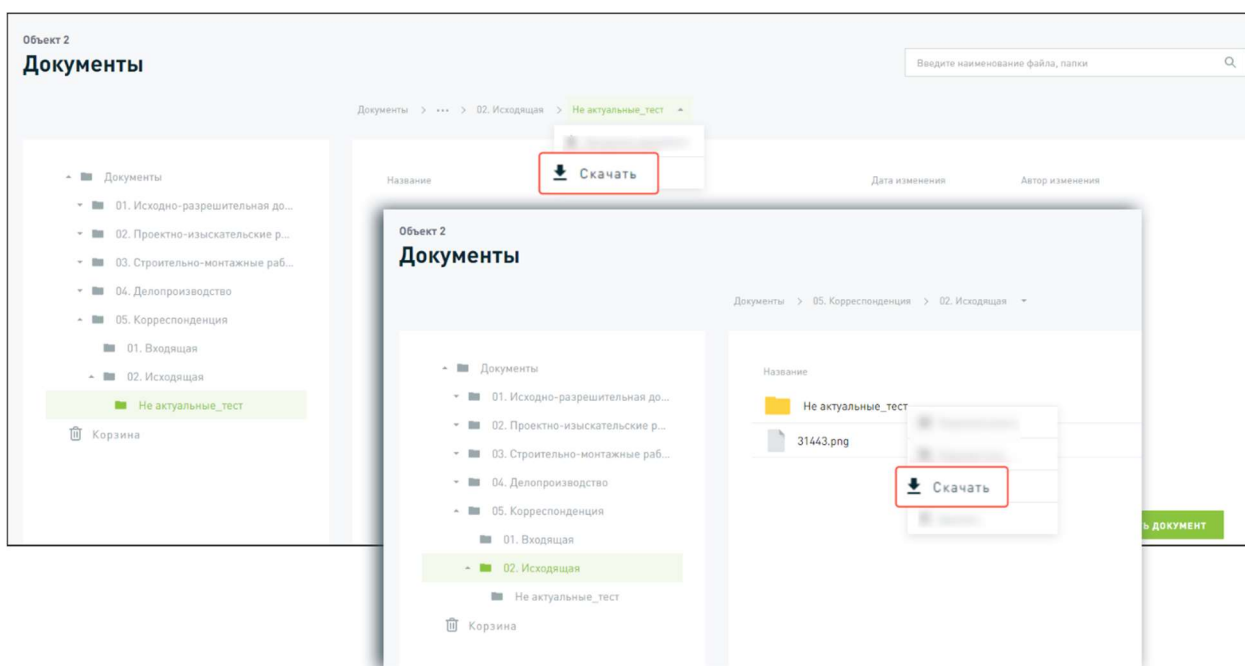 Объект 2
Документы
Введите наименование файла, папки
Документы > ... > 02. Исходящая > Не актуальные_тест
Скачать
Название Дата изменения Автор изменения
Документы
01. Исходно-разрешительная до...
02. Проектно-изыскательские р...
03. Строительно-монтажные раб...
04. Делопроизводство
05. Корреспонденция
01. Входящая
02. Исходящая
Не актуальные_тест
Корзина
Ь ДОКУМЕНТ
Объект 2
Документы
Документы > 05. Корреспонденция > 02. Исходящая
Документы
01. Исходно-разрешительная до...
02. Проектно-изыскательские р...
03. Строительно-монтажные раб...
04. Делопроизводство
05. Корреспонденция
01. Входящая
02. Исходящая
Не актуальные_тест
Корзина
Название
Не актуальные_тест
31443.png
Скачать